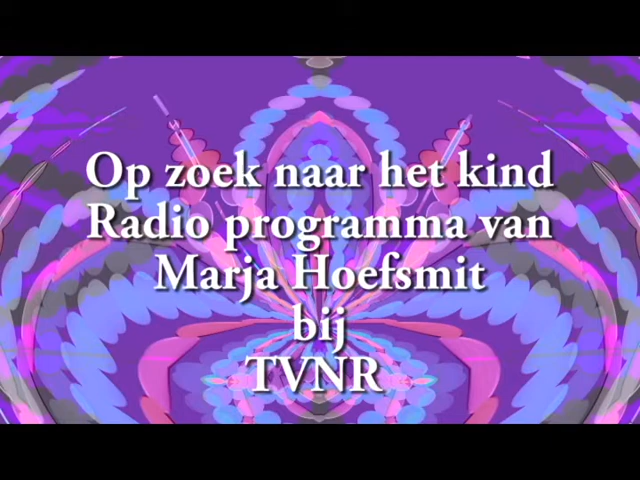 Op zoek naar het kind
Radio programma van
Marja Hoefsmit
bij
TVNR